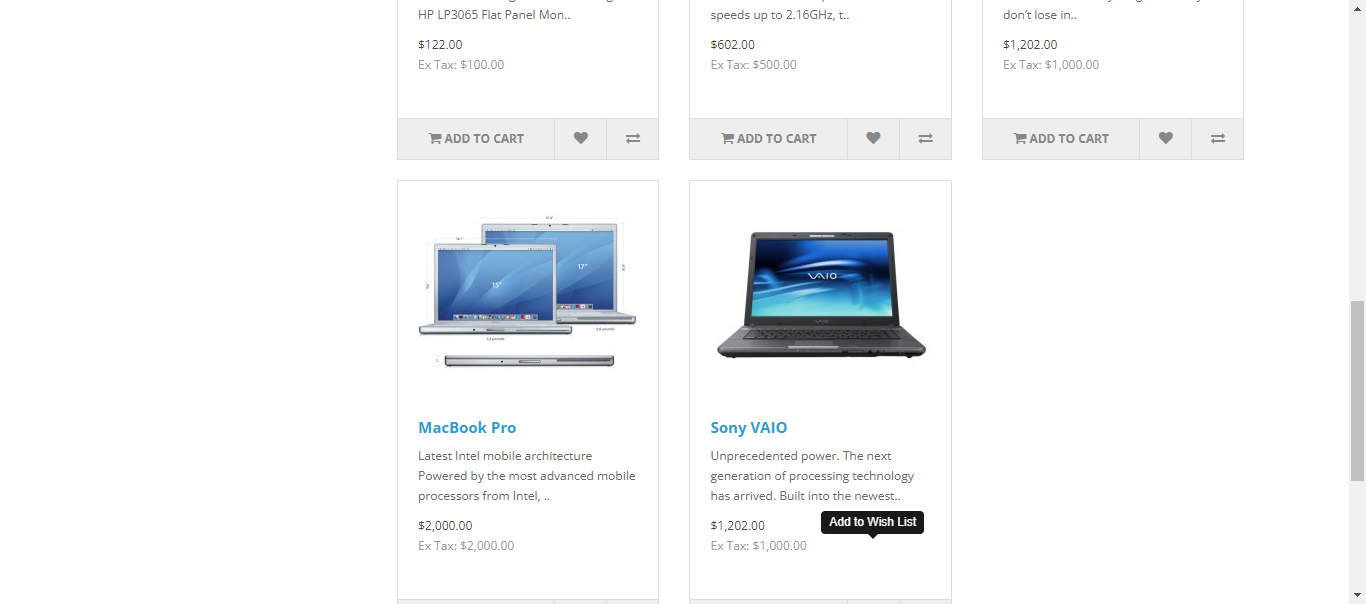 HP LP3065 Flat Panel Mon..
$122.00
Ex Tax: $100.00
ADD TO CART
speeds up to 2.16GHz, t..
$602.00
Ex Tax: $500.00
ADD TO CART
don't lose in..
$1,202.00
Ex Tax: $1,000.00
ADD TO CART
15"
17"
MacBook Pro
Latest Intel mobile architecture
Powered by the most advanced mobile
processors from Intel, ..
$2,000.00
Ex Tax: $2,000.00
VAIO
VAIO
Sony VAIO
Unprecedented power. The next
generation of processing technology
has arrived. Built into the newest..
Add to Wish List
$1,202.00
Ex Tax: $1,000.00